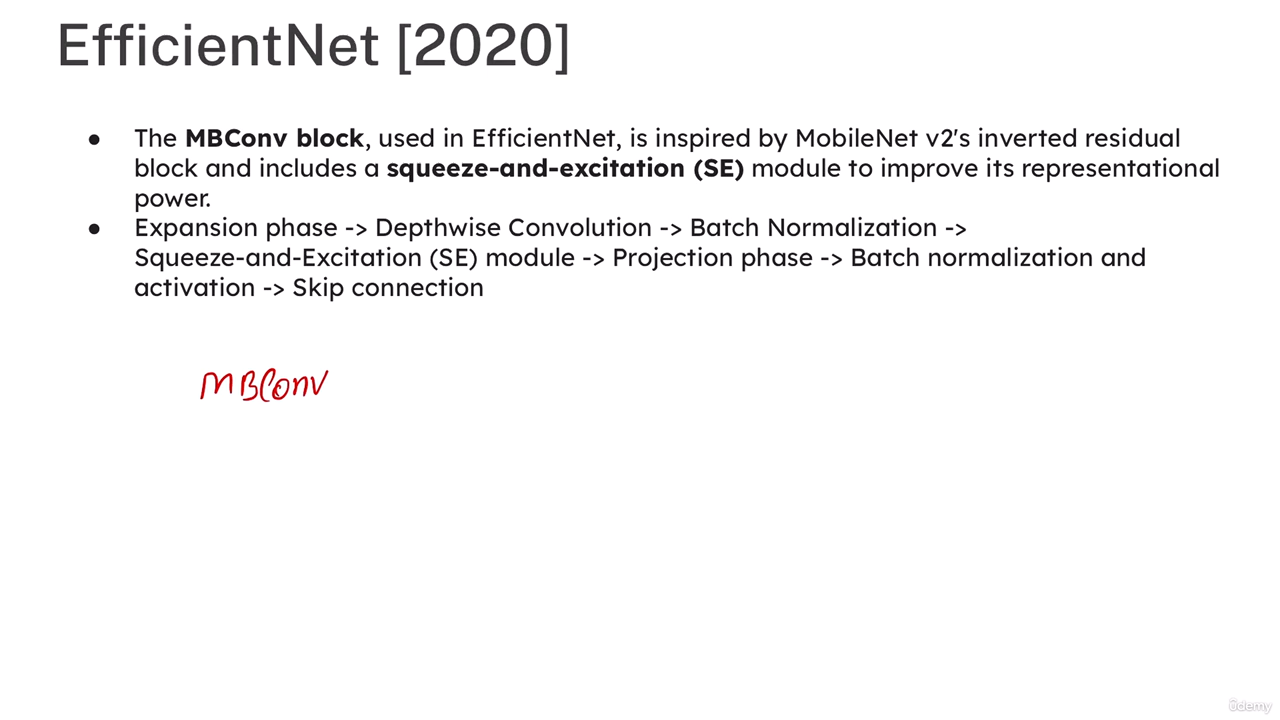 EfficientNet [2020]
● The MBConv block, used in EfficientNet, is inspired by MobileNet v2's inverted residual
block and includes a squeeze-and-excitation (SE) module to improve its representational
power.
● Expansion phase -> Depthwise Convolution -> Batch Normalization ->
Squeeze-and-Excitation (SE) module -> Projection phase -> Batch normalization and
activation -> Skip connection
MBConv
ûdemy